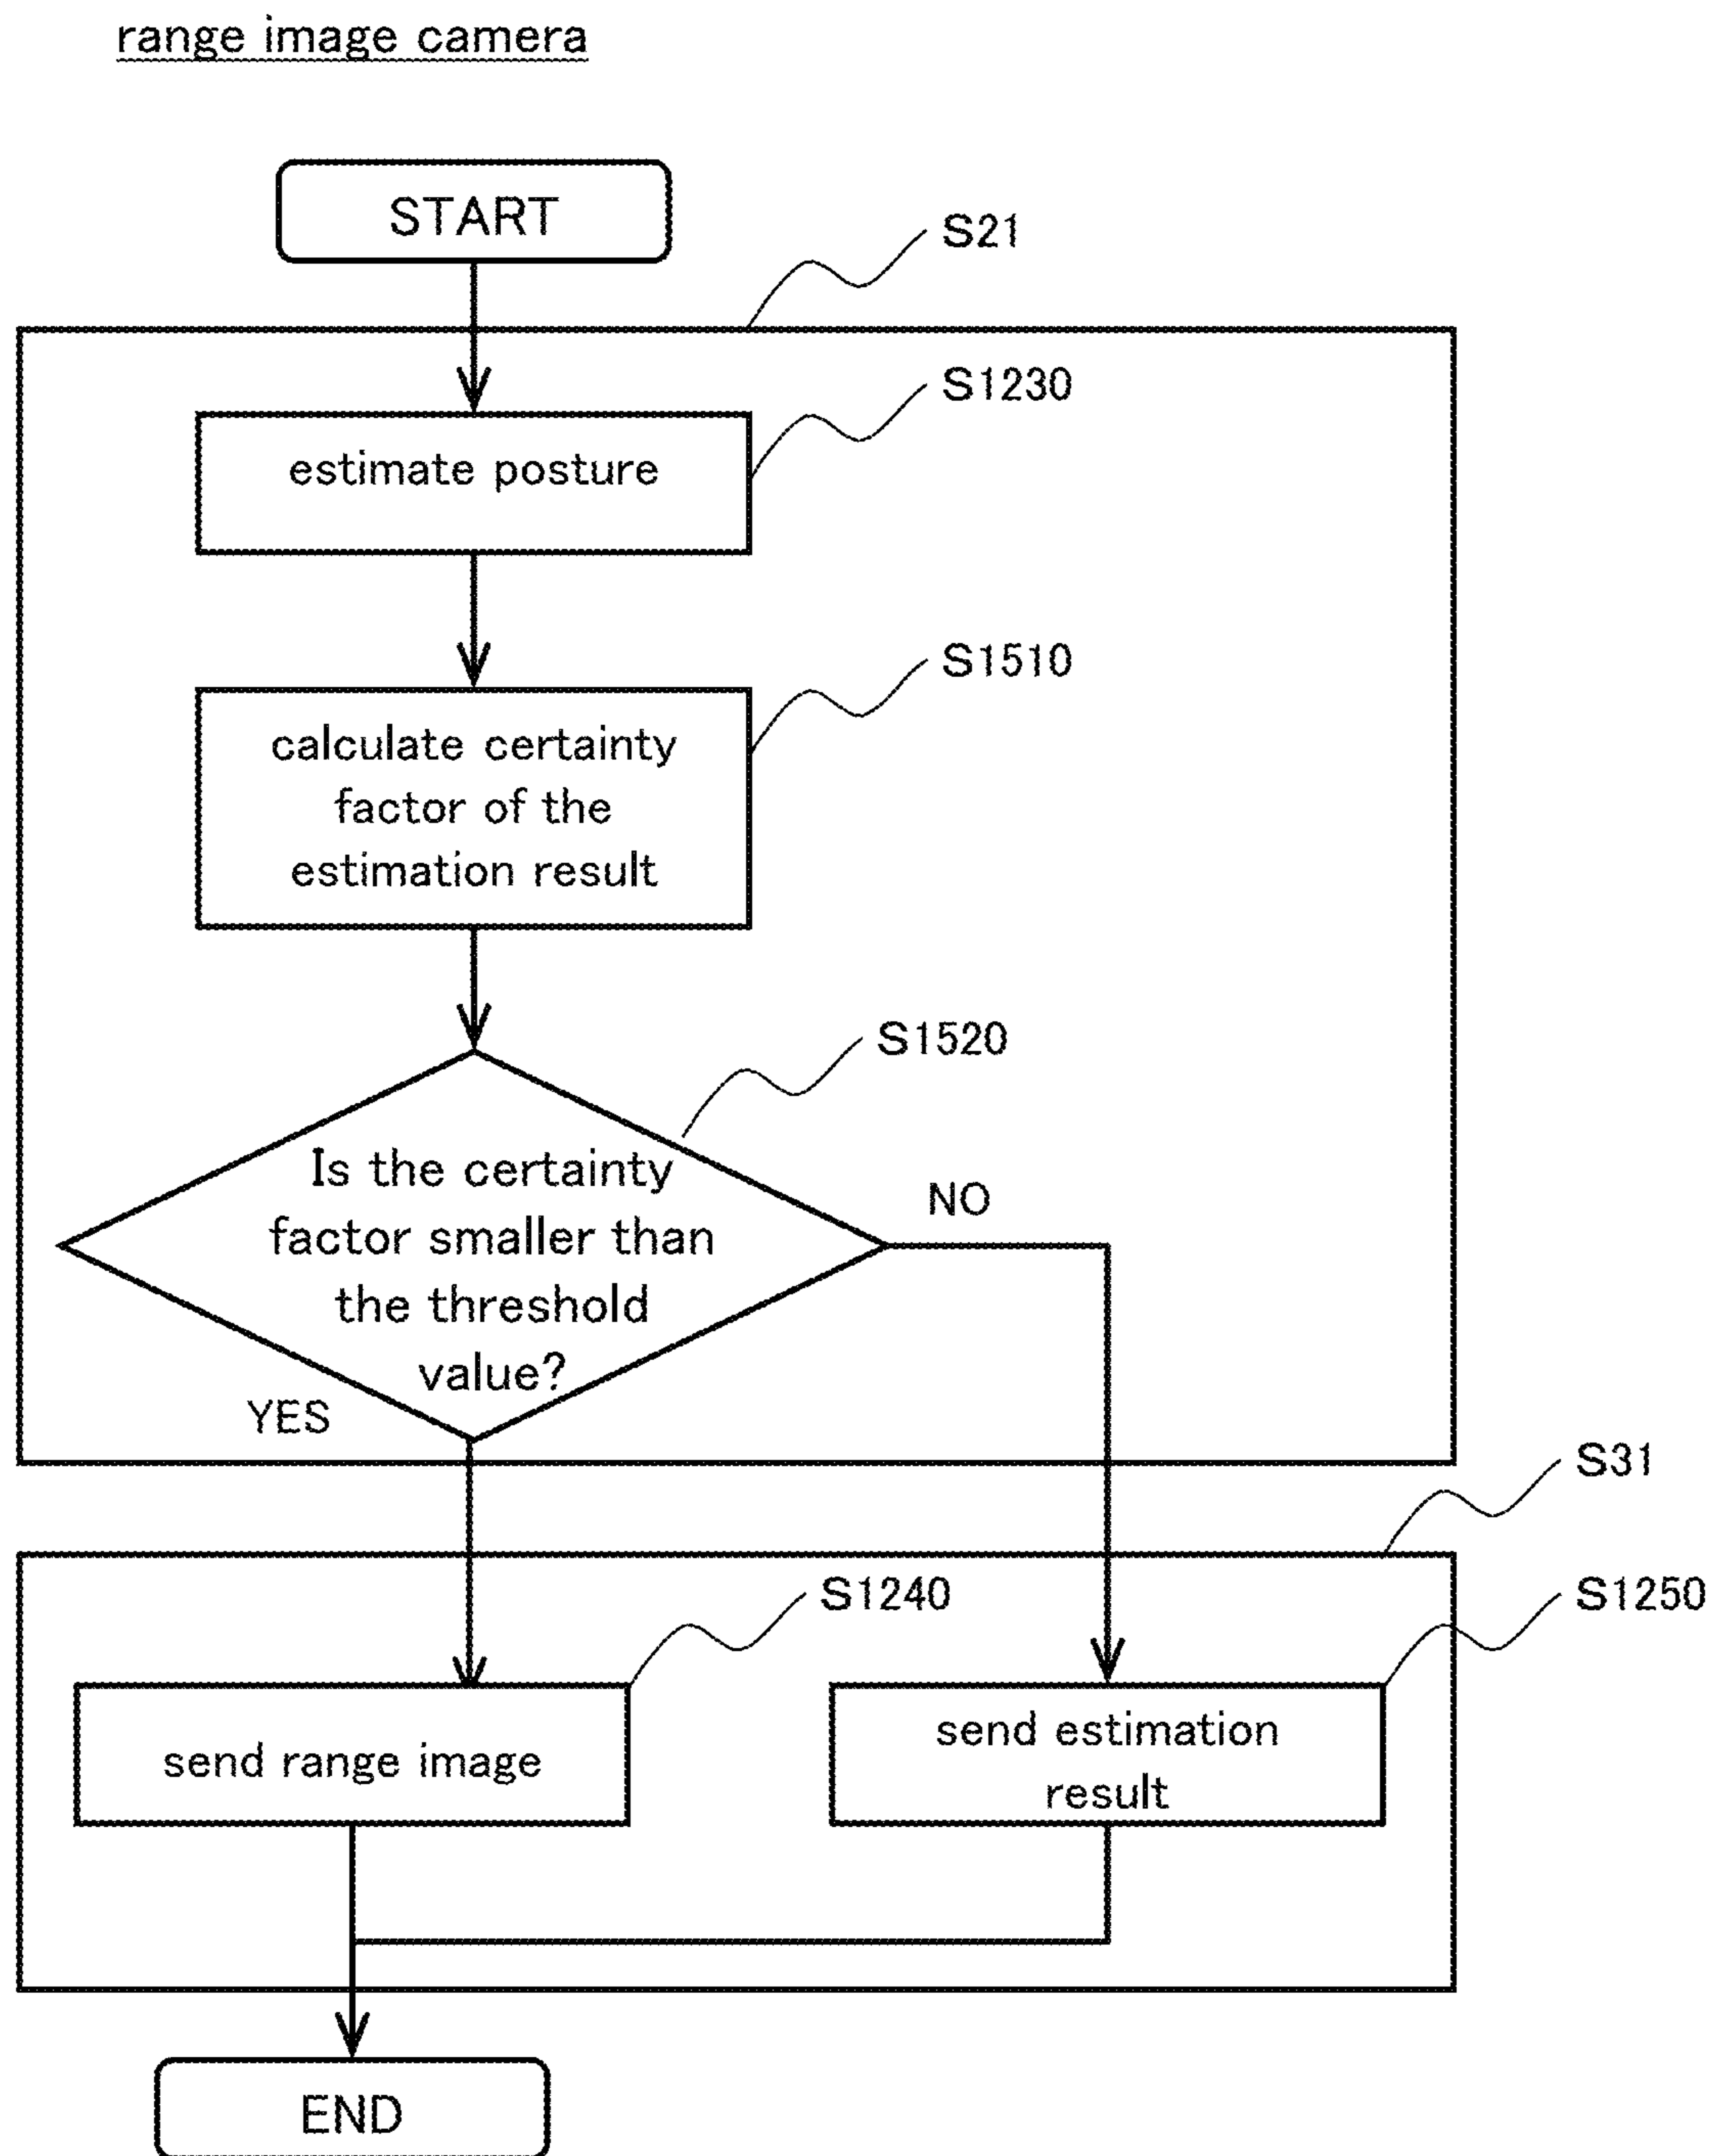 range image camera
START
S21
S1230
estimate posture
S1510
calculate certainty
factor of the
estimation result
S1520
Is the certainty
factor smaller than
the threshold
value?
NO
YES
S31
S1240
S1250
send range image
send estimation
result
END